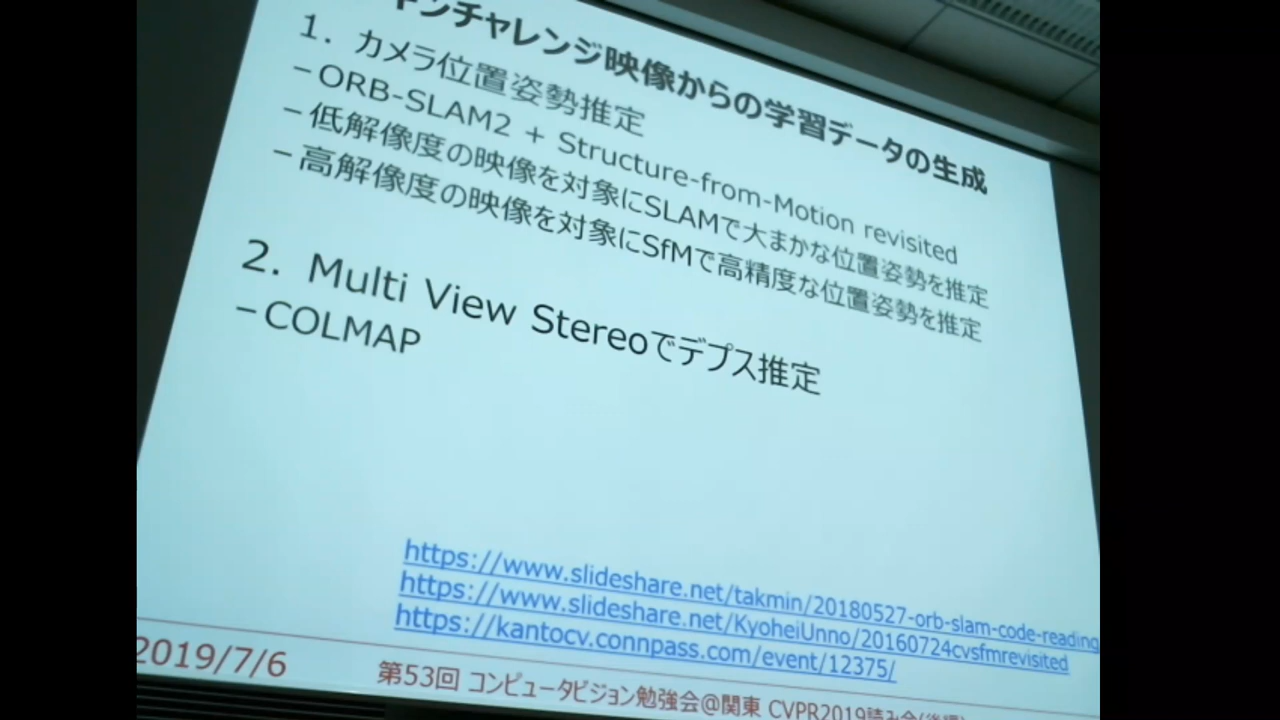 キンチャレンジ映像からの学習データの生成
1. カメラ位置姿勢推定
−ORB-SLAM2 + Structure-from-Motion revisited
−低解像度の映像を対象にSLAMで大まかな位置姿勢を推定
−高解像度の映像を対象にSfMで高精度な位置姿勢を推定
2. Multi View Stereoでデプス推定
−COLMAP
https://www.slideshare.net/takmin/20180527-orb-slam-code-reading
https://www.slideshare.net/KyoheiUnno/20160724cvsfmrevisited
https://kantocv.connpass.com/event/12375/
2019/7/6
第53回 コンピュータビジョン勉強会@関東 CVPR2019読み会(後編)